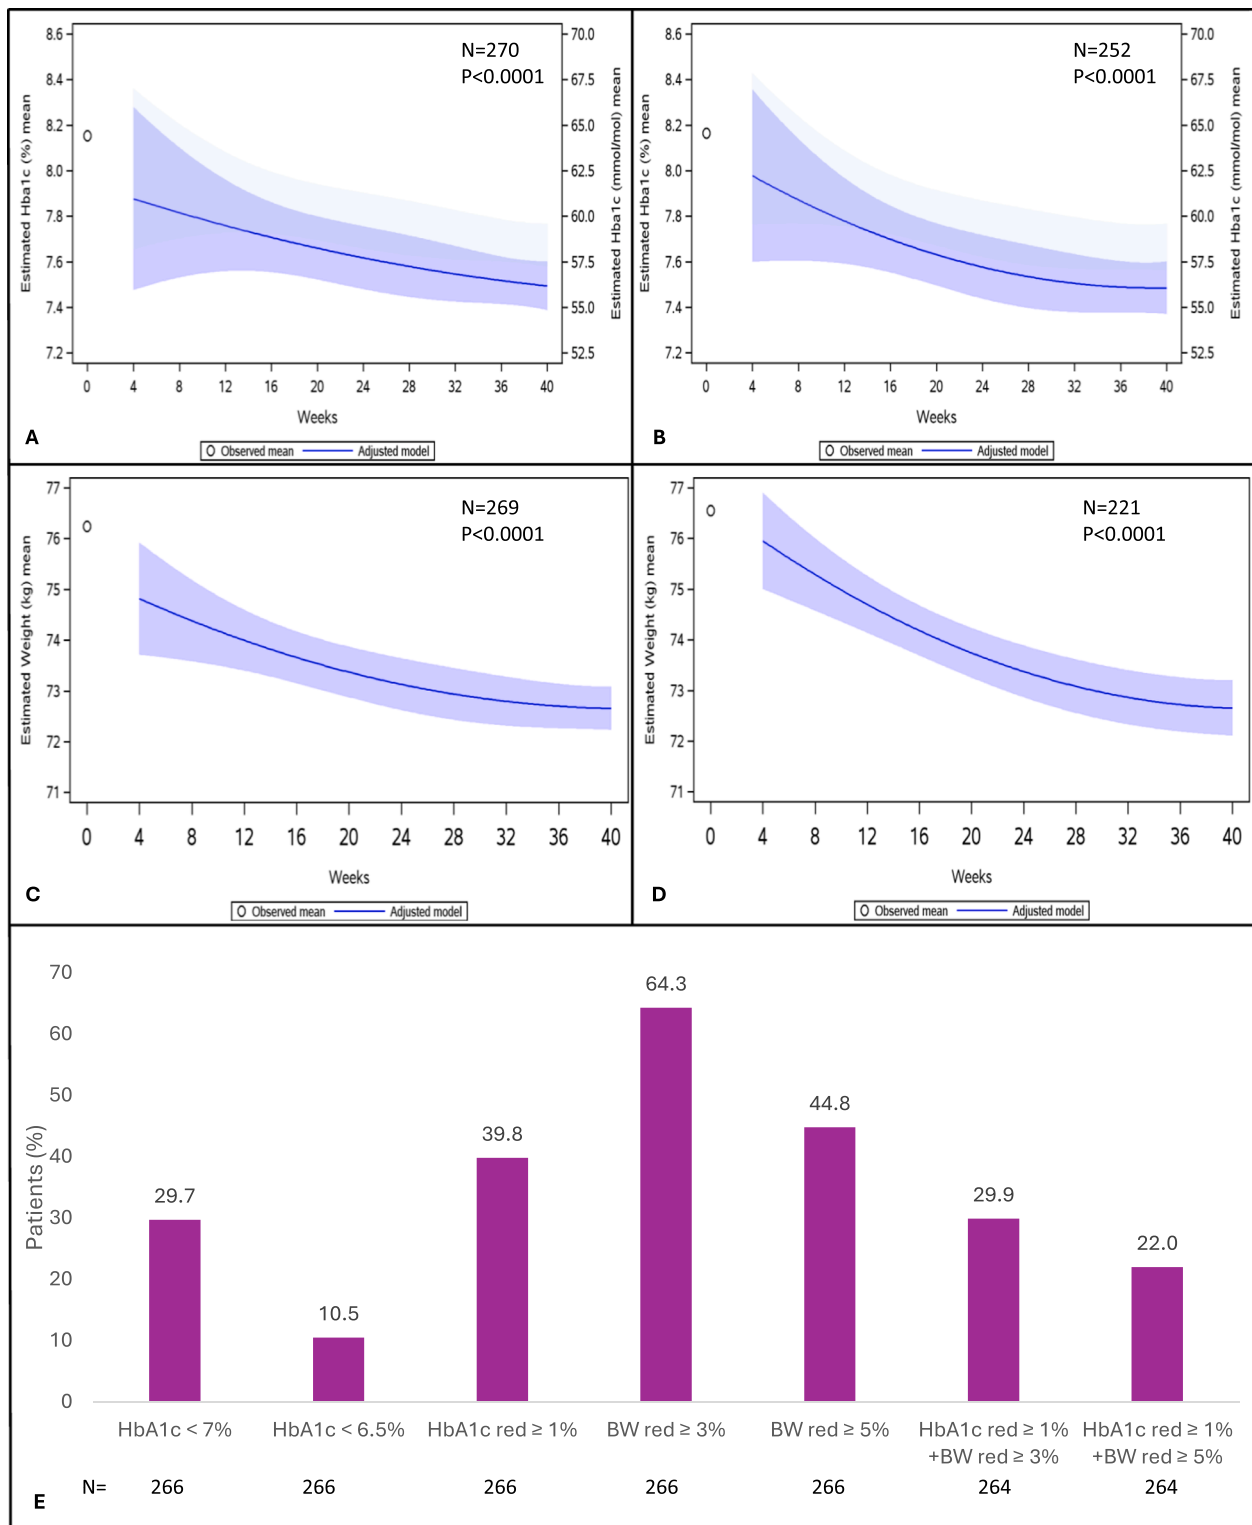 8.6
8.4
8.2
8.0
7.8
7.6
7.4
7.2
Estimated Hba1c (%) mean
70.0
67.5
65.0
62.5
60.0
57.5
55.0
52.5
Estimated Hba1c (mmol/mol) mean
N=270
P<0.0001
0 4 8 12 16 20 24 28 32 36 40
Weeks
A
Observed mean Adjusted model
8.6
8.4
8.2
8.0
7.8
7.6
7.4
7.2
Estimated Hba1c (%) mean
70.0
67.5
65.0
62.5
60.0
57.5
55.0
52.5
Estimated Hba1c (mmol/mol) mean
N=252
P<0.0001
0 4 8 12 16 20 24 28 32 36 40
Weeks
B
Observed mean Adjusted model
77
76
75
74
73
72
71
Estimated Weight (kg) mean
N=269
P<0.0001
0 4 8 12 16 20 24 28 32 36 40
Weeks
C
Observed mean Adjusted model
77
76
75
74
73
72
71
Estimated Weight (kg) mean
N=221
P<0.0001
0 4 8 12 16 20 24 28 32 36 40
Weeks
D
Observed mean Adjusted model
70
60
50
40
30
20
10
0
Patients (%)
29.7 10.5 39.8 64.3 44.8 29.9 22.0
HbA1c < 7% HbA1c < 6.5% HbA1c red ≥ 1% BW red ≥ 3% BW red ≥ 5% HbA1c red ≥ 1% HbA1c red ≥ 1%
+BW red ≥ 3% +BW red ≥ 5%
N= 266 266 266 266 266 264 264
E